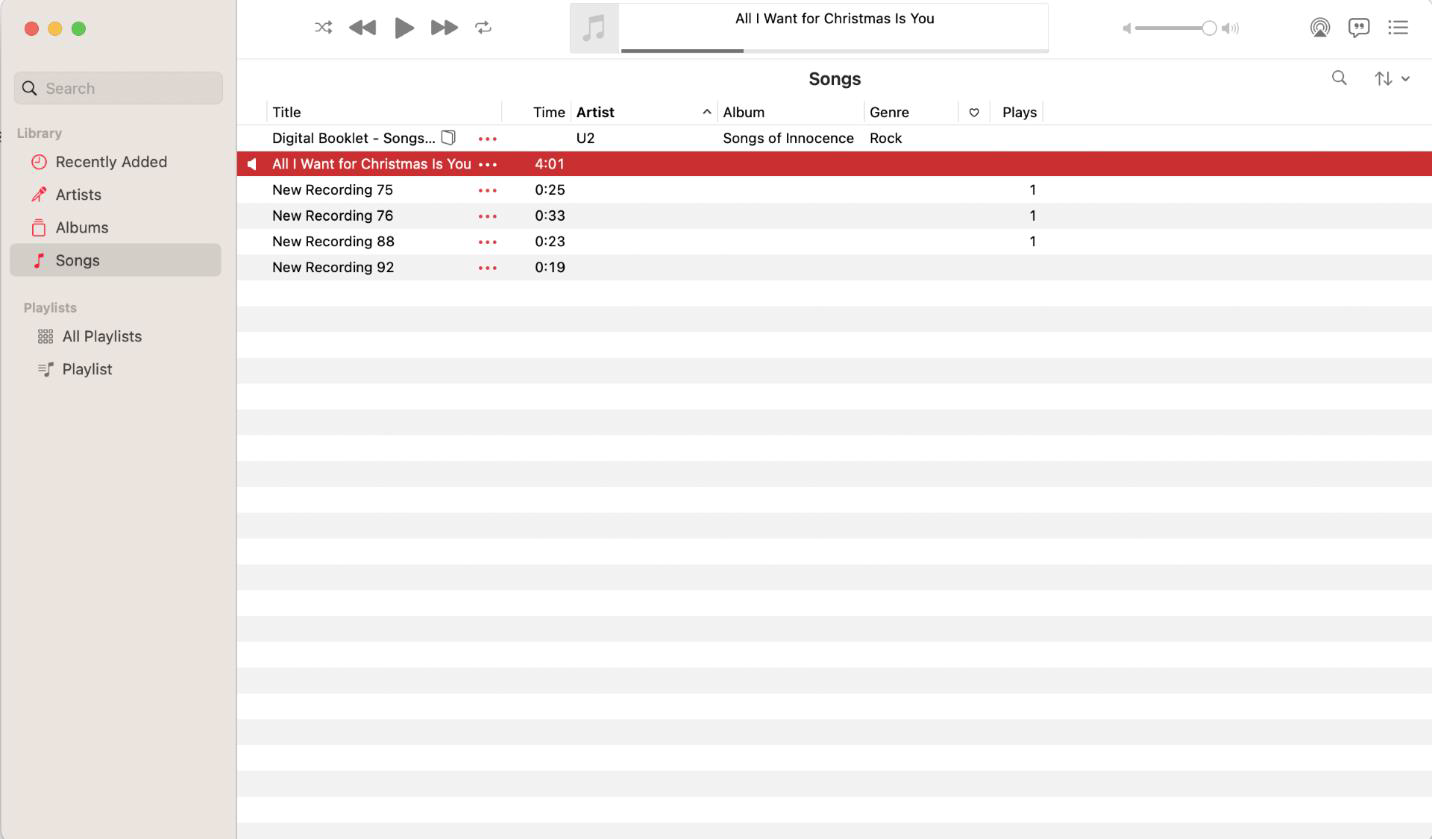 All I Want for Christmas Is You
Search
Library
Recently Added
Artists
Albums
Songs
Playlists
All Playlists
Playlist
Songs
Title Time Artist Album Genre Plays
Digital Booklet - Songs... U2 Songs of Innocence Rock
All I Want for Christmas Is You 4:01
New Recording 75 0:25 1
New Recording 76 0:33 1
New Recording 88 0:23 1
New Recording 92 0:19